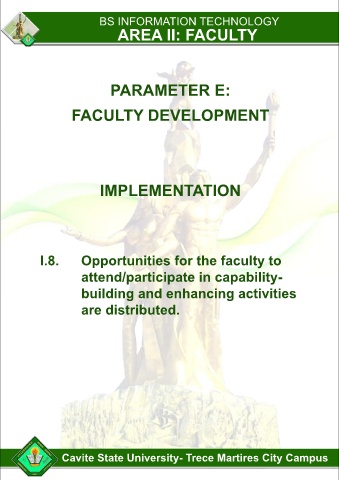 BS INFORMATION TECHNOLOGY
AREA II: FACULTY
PARAMETER E:
FACULTY DEVELOPMENT
IMPLEMENTATION
I.8. Opportunities for the faculty to
attend/participate in capability-
building and enhancing activities
are distributed.
Cavite State University- Trece Martires City Campus